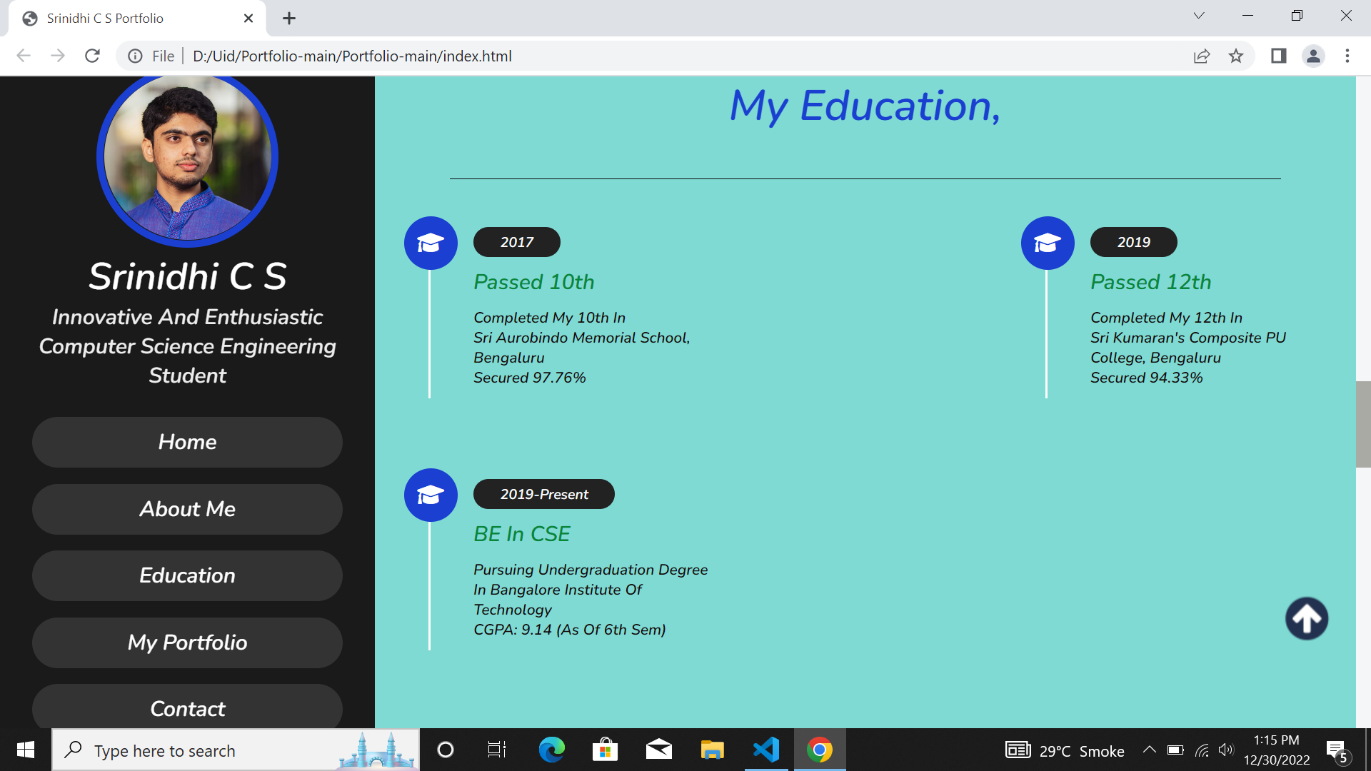 Srinidhi C S Portfolio
File
D:/Uid/Portfolio-main/Portfolio-main/index.html
Srinidhi C S
Innovative And Enthusiastic
Computer Science Engineering
Student
Home
About Me
Education
My Portfolio
Contact
My Education,
2017
Passed 10th
Completed My 10th In
Sri Aurobindo Memorial School,
Bengaluru
Secured 97.76%
2019
Passed 12th
Completed My 12th In
Sri Kumaran's Composite PU
College, Bengaluru
Secured 94.33%
2019-Present
BE In CSE
Pursuing Undergraduation Degree
In Bangalore Institute Of
Technology
CGPA: 9.14 (As Of 6th Sem)
Type here to search
29°C Smoke
1:15 PM
12/30/2022
5